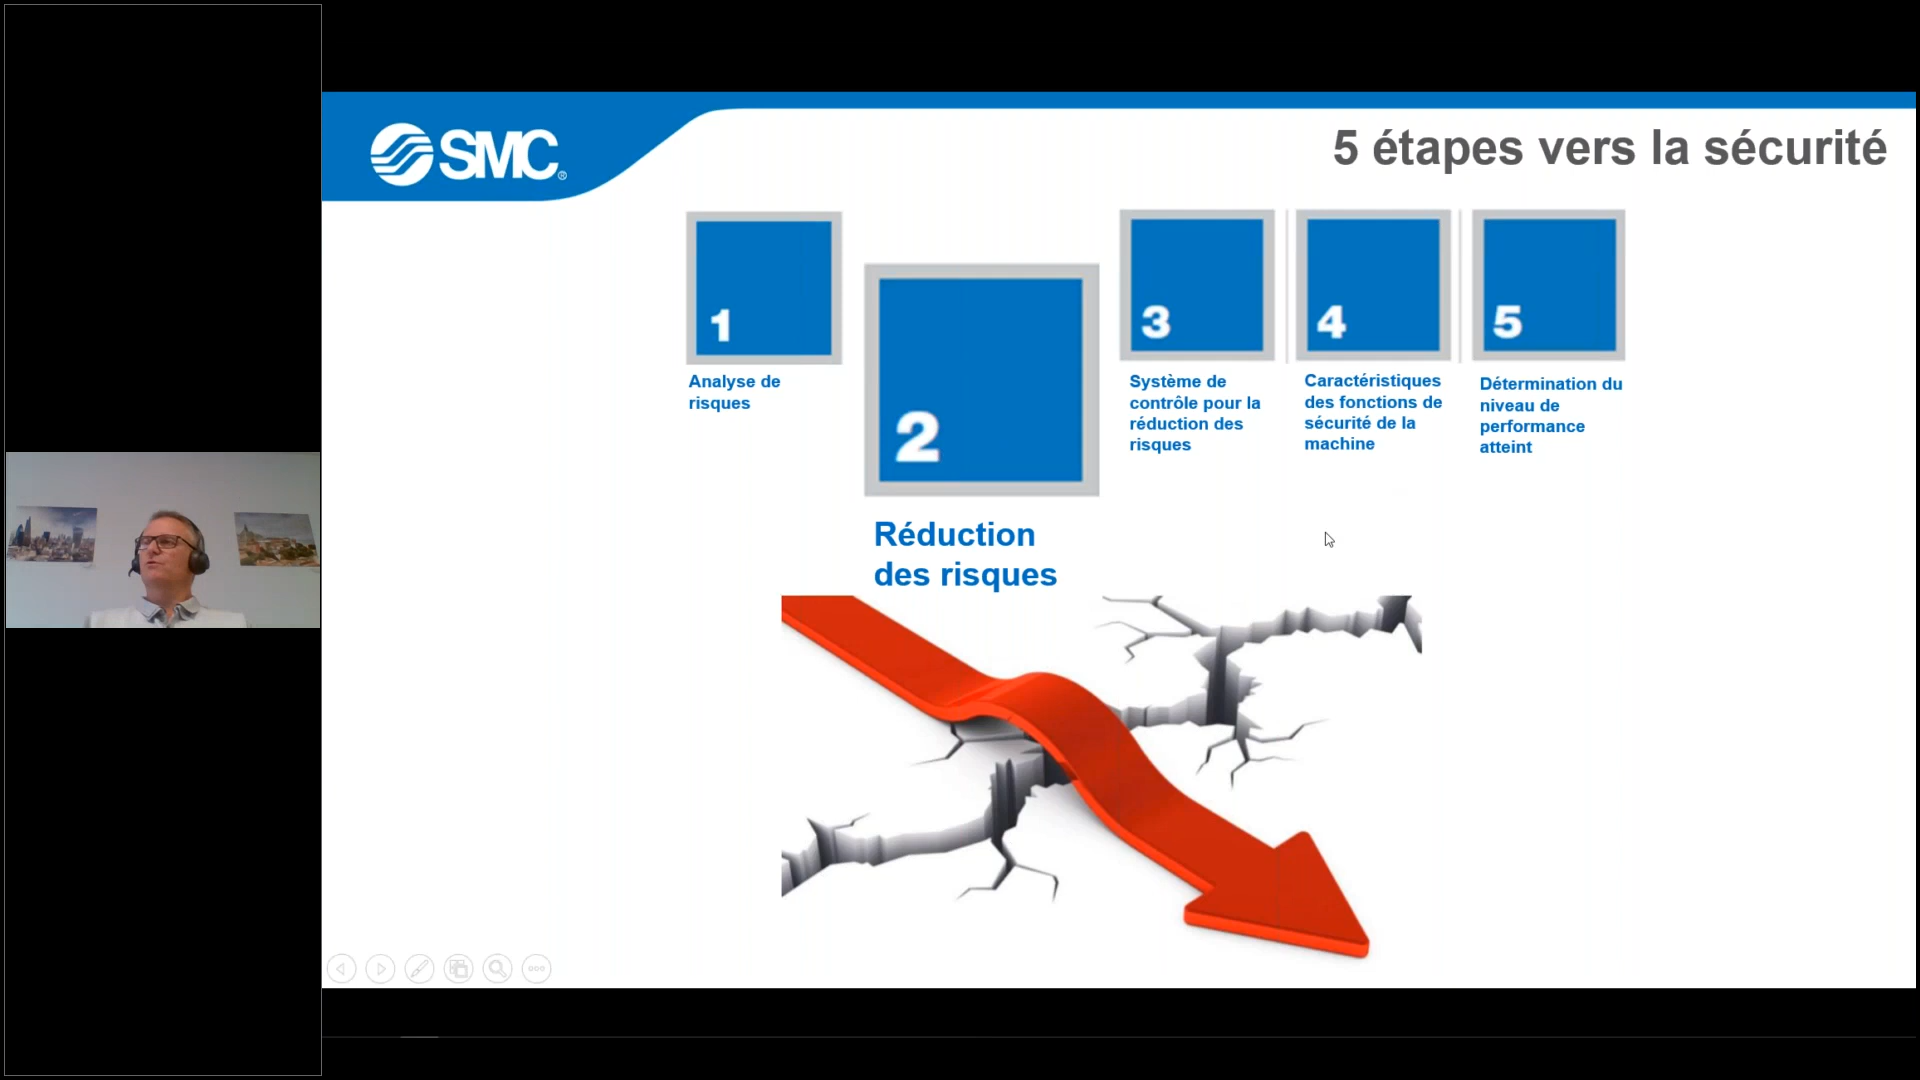 SMC®
5 étapes vers la sécurité
1
Analyse de
risques
2
Réduction
des risques
3
Système de
contrôle pour la
réduction des
risques
4
Caractéristiques
des fonctions de
sécurité de la
machine
5
Détermination du
niveau de
performance
atteint